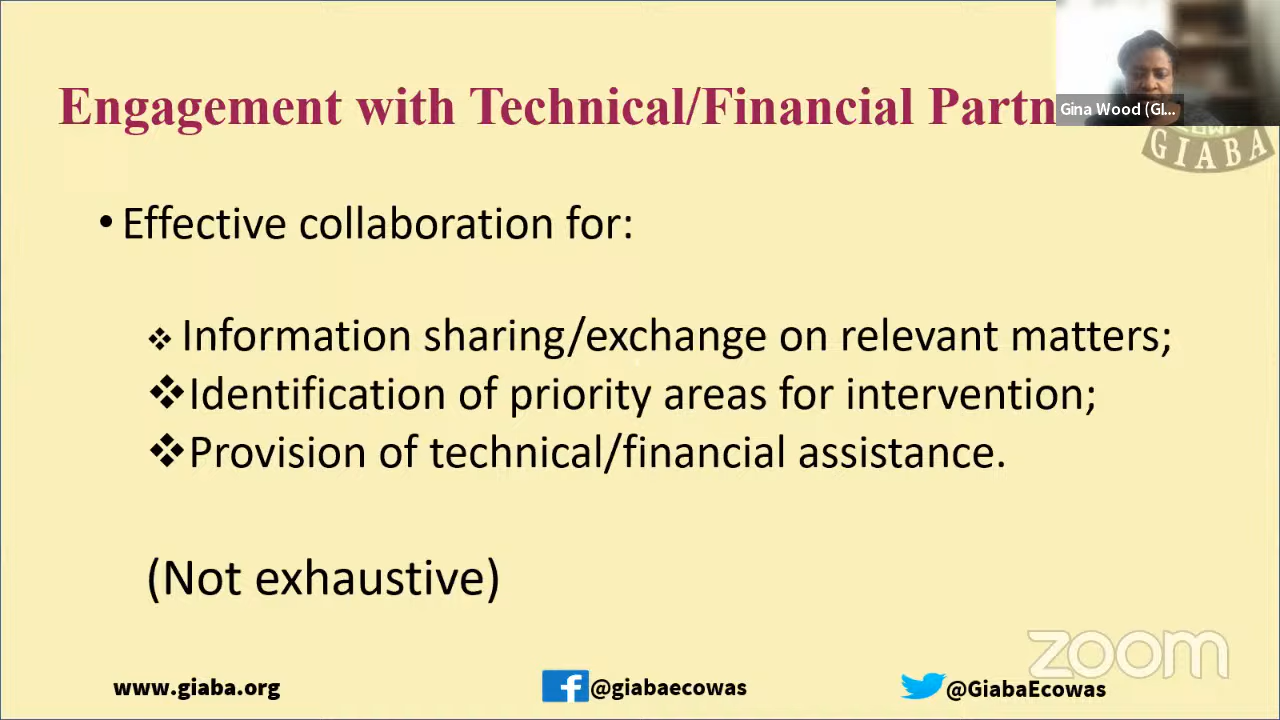 Engagement with Technical/Financial Partn
Gina Wood (GI...
GIABA
• Effective collaboration for:
❖ Information sharing/exchange on relevant matters;
❖Identification of priority areas for intervention;
❖Provision of technical/financial assistance.
(Not exhaustive)
zoom
www.giaba.org
@giabaecowas
@GiabaEcowas